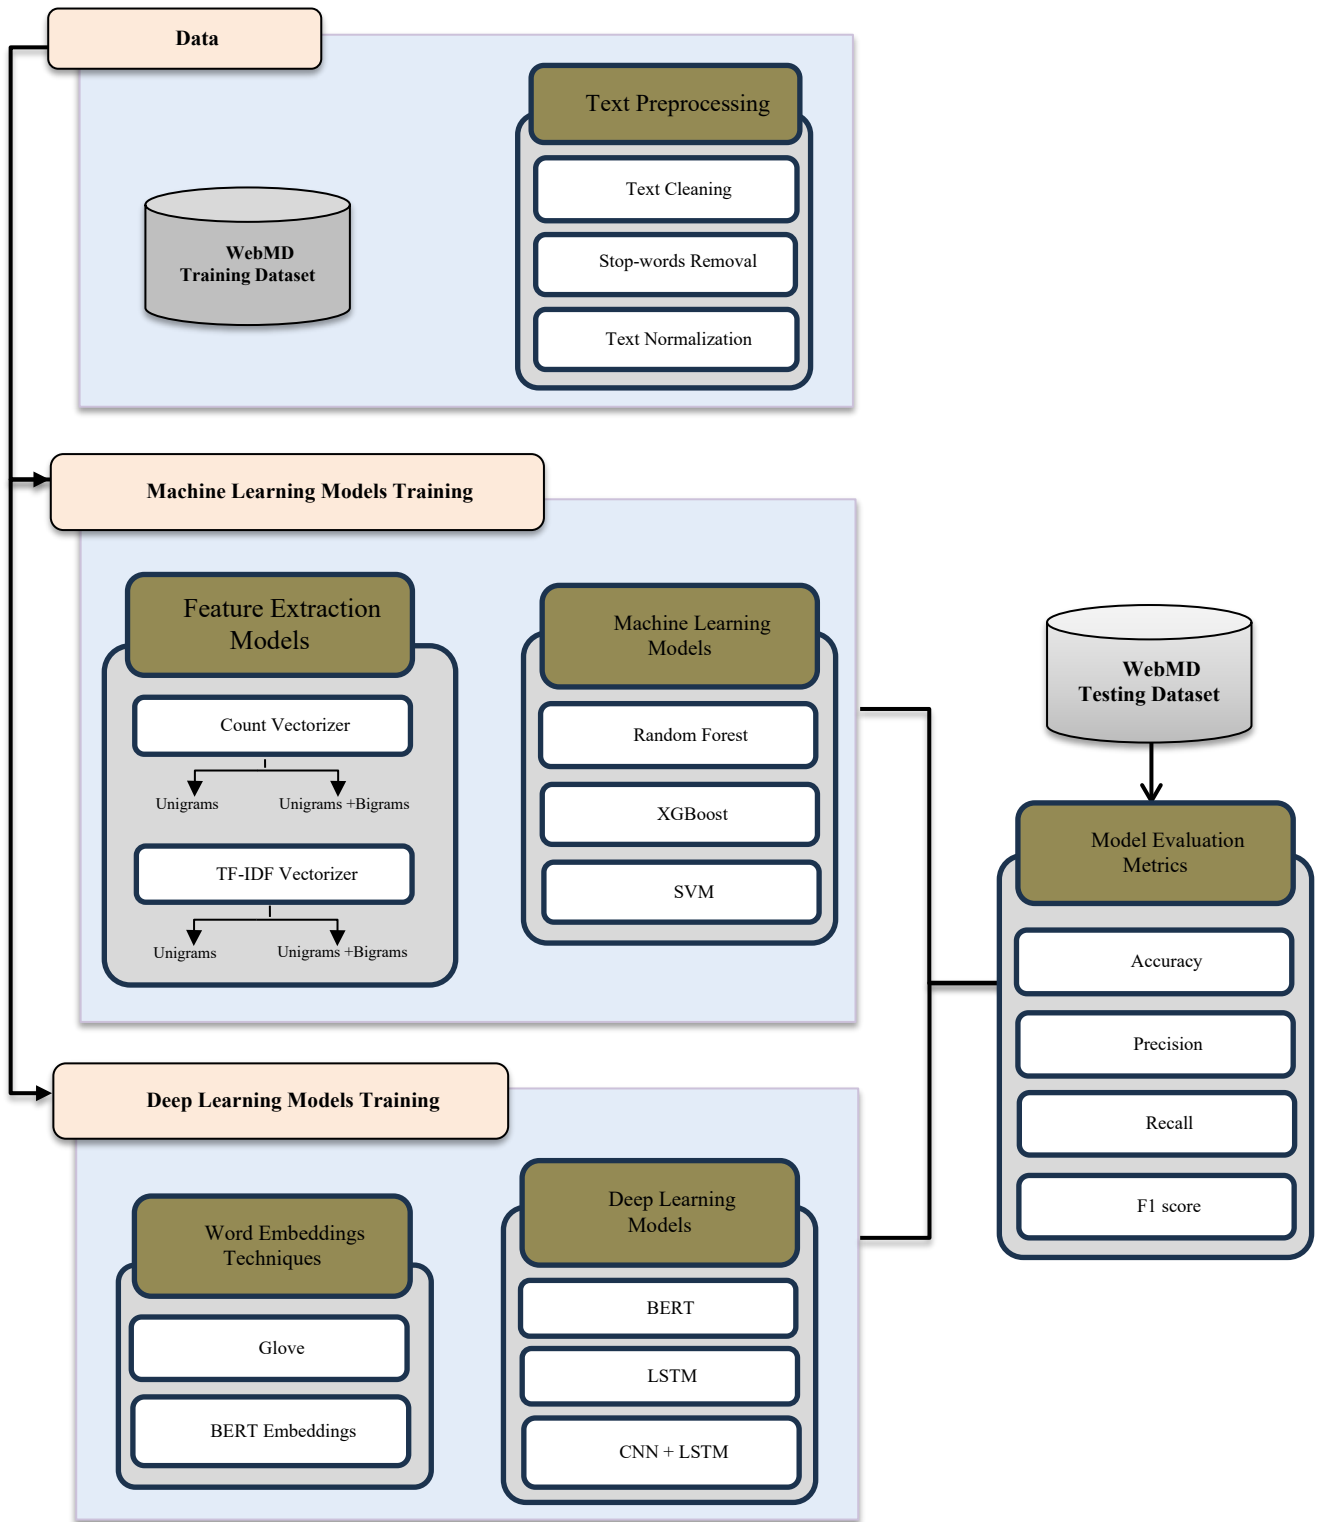 Data
Text Preprocessing
Text Cleaning
Stop-words Removal
Text Normalization
WebMD
Training Dataset
Machine Learning Models Training
Feature Extraction
Models
Count Vectorizer
Unigrams
Unigrams +Bigrams
TF-IDF Vectorizer
Unigrams
Unigrams +Bigrams
Machine Learning
Models
Random Forest
XGBoost
SVM
Deep Learning Models Training
Word Embeddings
Techniques
Glove
BERT Embeddings
Deep Learning
Models
BERT
LSTM
CNN + LSTM
WebMD
Testing Dataset
Model Evaluation
Metrics
Accuracy
Precision
Recall
F1 score